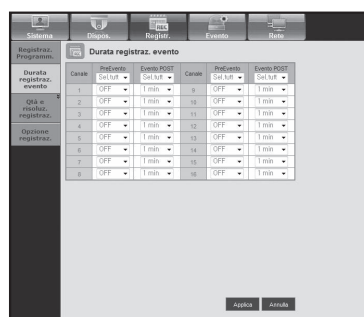 Sistema Dispos. Registr. Evento Rete
REC
Registraz.
Programm.
Durata
registraz.
evento
Qtà e
risoluz.
registraz.
Opzione
registraz.
Durata registraz. evento
Canale PreEvento Evento POST Canale PreEvento Evento POST
Sel.tutt Sel.tutt Sel.tutt Sel.tutt
1 OFF 1 min 9 OFF 1 min
2 OFF 1 min 10 OFF 1 min
3 OFF 1 min 11 OFF 1 min
4 OFF 1 min 12 OFF 1 min
5 OFF 1 min 13 OFF 1 min
6 OFF 1 min 14 OFF 1 min
7 OFF 1 min 15 OFF 1 min
8 OFF 1 min 16 OFF 1 min
Applica Annulla